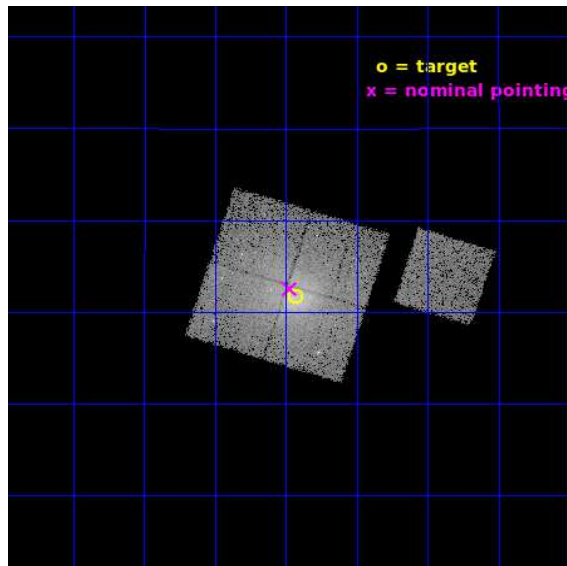 o = target
x = nominal pointing